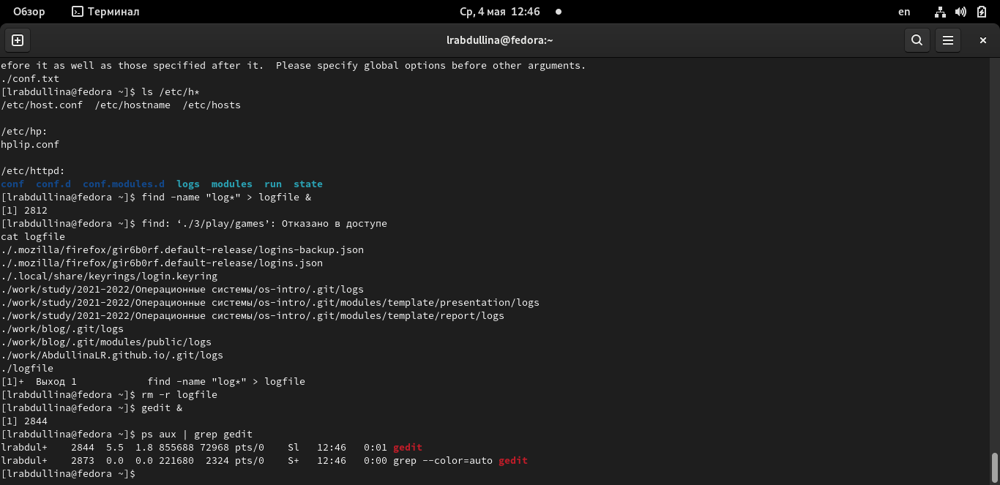 Обзор Терминал Ср, 4 мая 12:46 en
lrabdullina@fedora:~
efore it as well as those specified after it.  Please specify global options before other arguments.
./conf.txt
[lrabdullina@fedora ~]$ ls /etc/h*
/etc/host.conf  /etc/hostname  /etc/hosts
/etc/hp:
hplip.conf
/etc/httpd:
conf  conf.d  conf.modules.d  logs  modules  run  state
[lrabdullina@fedora ~]$ find -name "log*" > logfile &
[1] 2812
[lrabdullina@fedora ~]$ find: ‘./3/play/games’: Отказано в доступе
cat logfile
./.mozilla/firefox/gir6b0rf.default-release/logins-backup.json
./.mozilla/firefox/gir6b0rf.default-release/logins.json
./.local/share/keyrings/login.keyring
./work/study/2021-2022/Операционные системы/os-intro/.git/logs
./work/study/2021-2022/Операционные системы/os-intro/.git/modules/template/presentation/logs
./work/study/2021-2022/Операционные системы/os-intro/.git/modules/template/report/logs
./work/blog/.git/logs
./work/blog/.git/modules/public/logs
./work/AbdullinaLR.github.io/.git/logs
./logfile
[1]+  Выход 1            find -name "log*" > logfile
[lrabdullina@fedora ~]$ rm -r logfile
[lrabdullina@fedora ~]$ gedit &
[1] 2844
[lrabdullina@fedora ~]$ ps aux | grep gedit
lrabdul+    2844  5.5  1.8 855688 72968 pts/0    Sl   12:46   0:01 gedit
lrabdul+    2873  0.0  0.0 221680  2324 pts/0    S+   12:46   0:00 grep --color=auto gedit
[lrabdullina@fedora ~]$